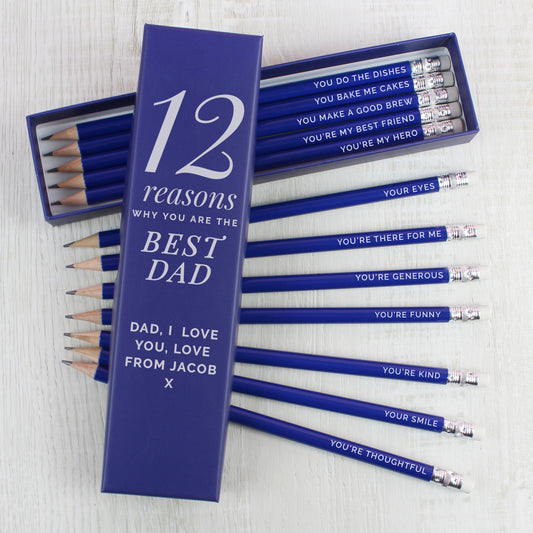 12
reasons
WHY YOU ARE THE
BEST
DAD
DAD, I LOVE
YOU, LOVE
FROM JACOB
X
YOU DO THE DISHES
YOU BAKE ME CAKES
YOU MAKE A GOOD BREW
YOU'RE MY BEST FRIEND
YOU'RE MY HERO
YOUR EYES
YOU'RE THERE FOR ME
YOU'RE GENEROUS
YOU'RE FUNNY
YOU'RE KIND
YOUR SMILE
YOU'RE THOUGHTFUL